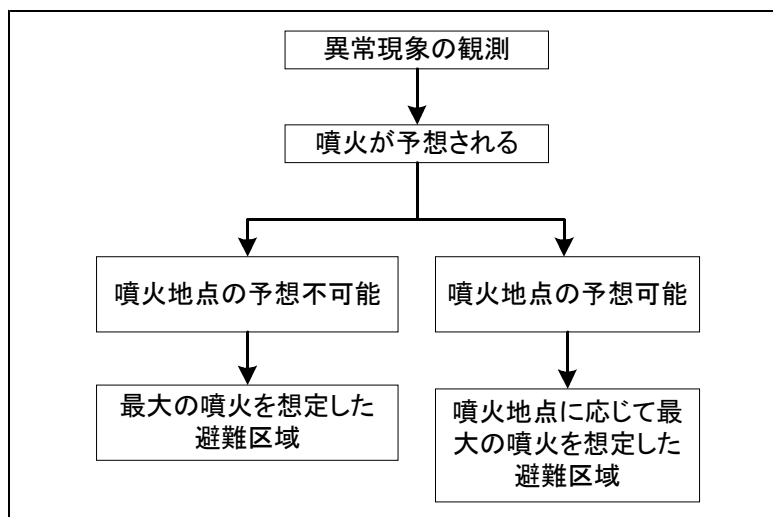 異常現象の観測
噴火が予想される
噴火地点の予想不可能
噴火地点の予想可能
最大の噴火を想定した
避難区域
噴火地点に応じて最
大の噴火を想定した
避難区域